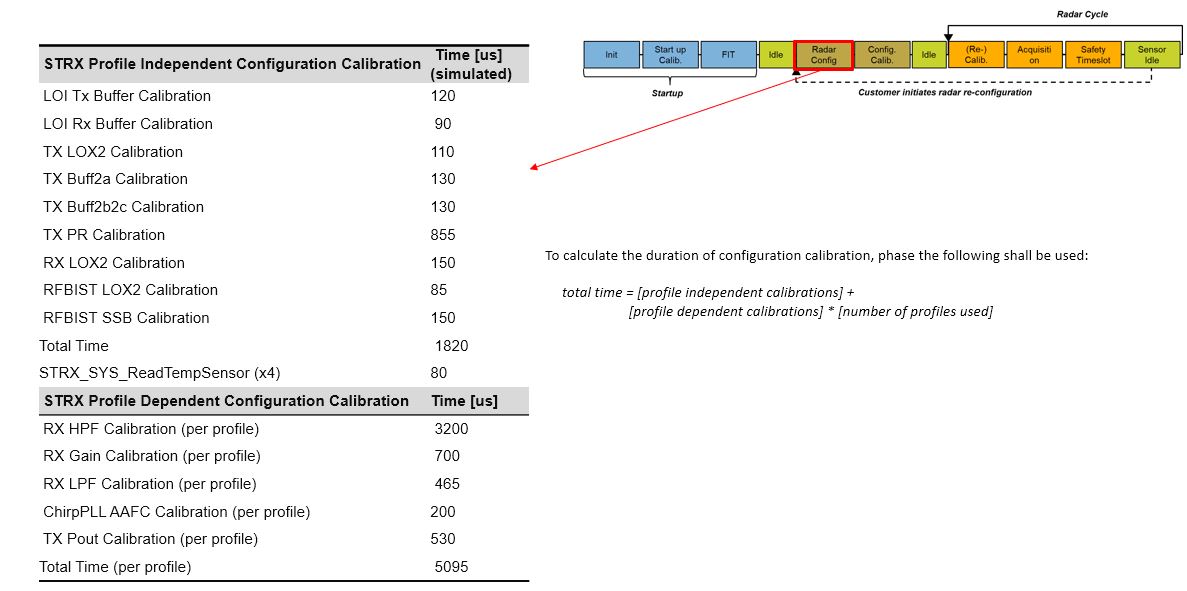 Radar Cycle
Init
Start up
Calib.
FIT
Idle
Radar
Config
Config.
Calib.
Idle
(Re-)
Calib.
Acquisiti
on
Safety
Timeslot
Sensor
Idle
Startup
Customer initiates radar re-configuration
STRX Profile Independent Configuration Calibration Time [us]
(simulated)
LOI Tx Buffer Calibration 120
LOI Rx Buffer Calibration 90
TX LOX2 Calibration 110
TX Buff2a Calibration 130
TX Buff2b2c Calibration 130
TX PR Calibration 855
RX LOX2 Calibration 150
RFBIST LOX2 Calibration 85
RFBIST SSB Calibration 150
Total Time 1820
STRX_SYS_ReadTempSensor (x4) 80
STRX Profile Dependent Configuration Calibration Time [us]
RX HPF Calibration (per profile) 3200
RX Gain Calibration (per profile) 700
RX LPF Calibration (per profile) 465
ChirpPLL AAFC Calibration (per profile) 200
TX Pout Calibration (per profile) 530
Total Time (per profile) 5095
To calculate the duration of configuration calibration, phase the following shall be used:
total time = [profile independent calibrations] +
[profile dependent calibrations] * [number of profiles used]